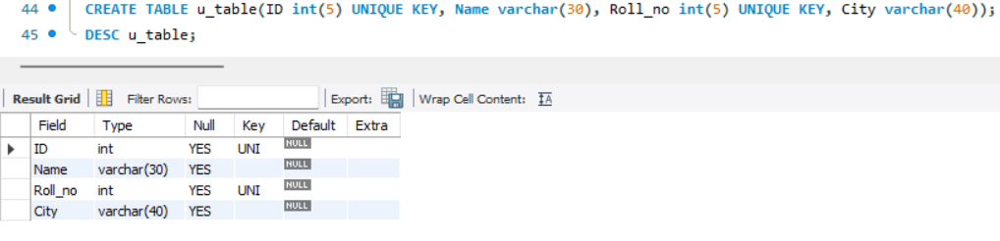 44 CREATE TABLE u_table(ID int(5) UNIQUE KEY, Name varchar(30), Roll_no int(5) UNIQUE KEY, City varchar(40));
45 DESC u_table;
Result Grid Filter Rows: Export: Wrap Cell Content: IA
Field Type Null Key Default Extra
ID int YES UNI NULL
Name varchar(30) YES NULL
Roll_no int YES UNI NULL
City varchar(40) YES NULL